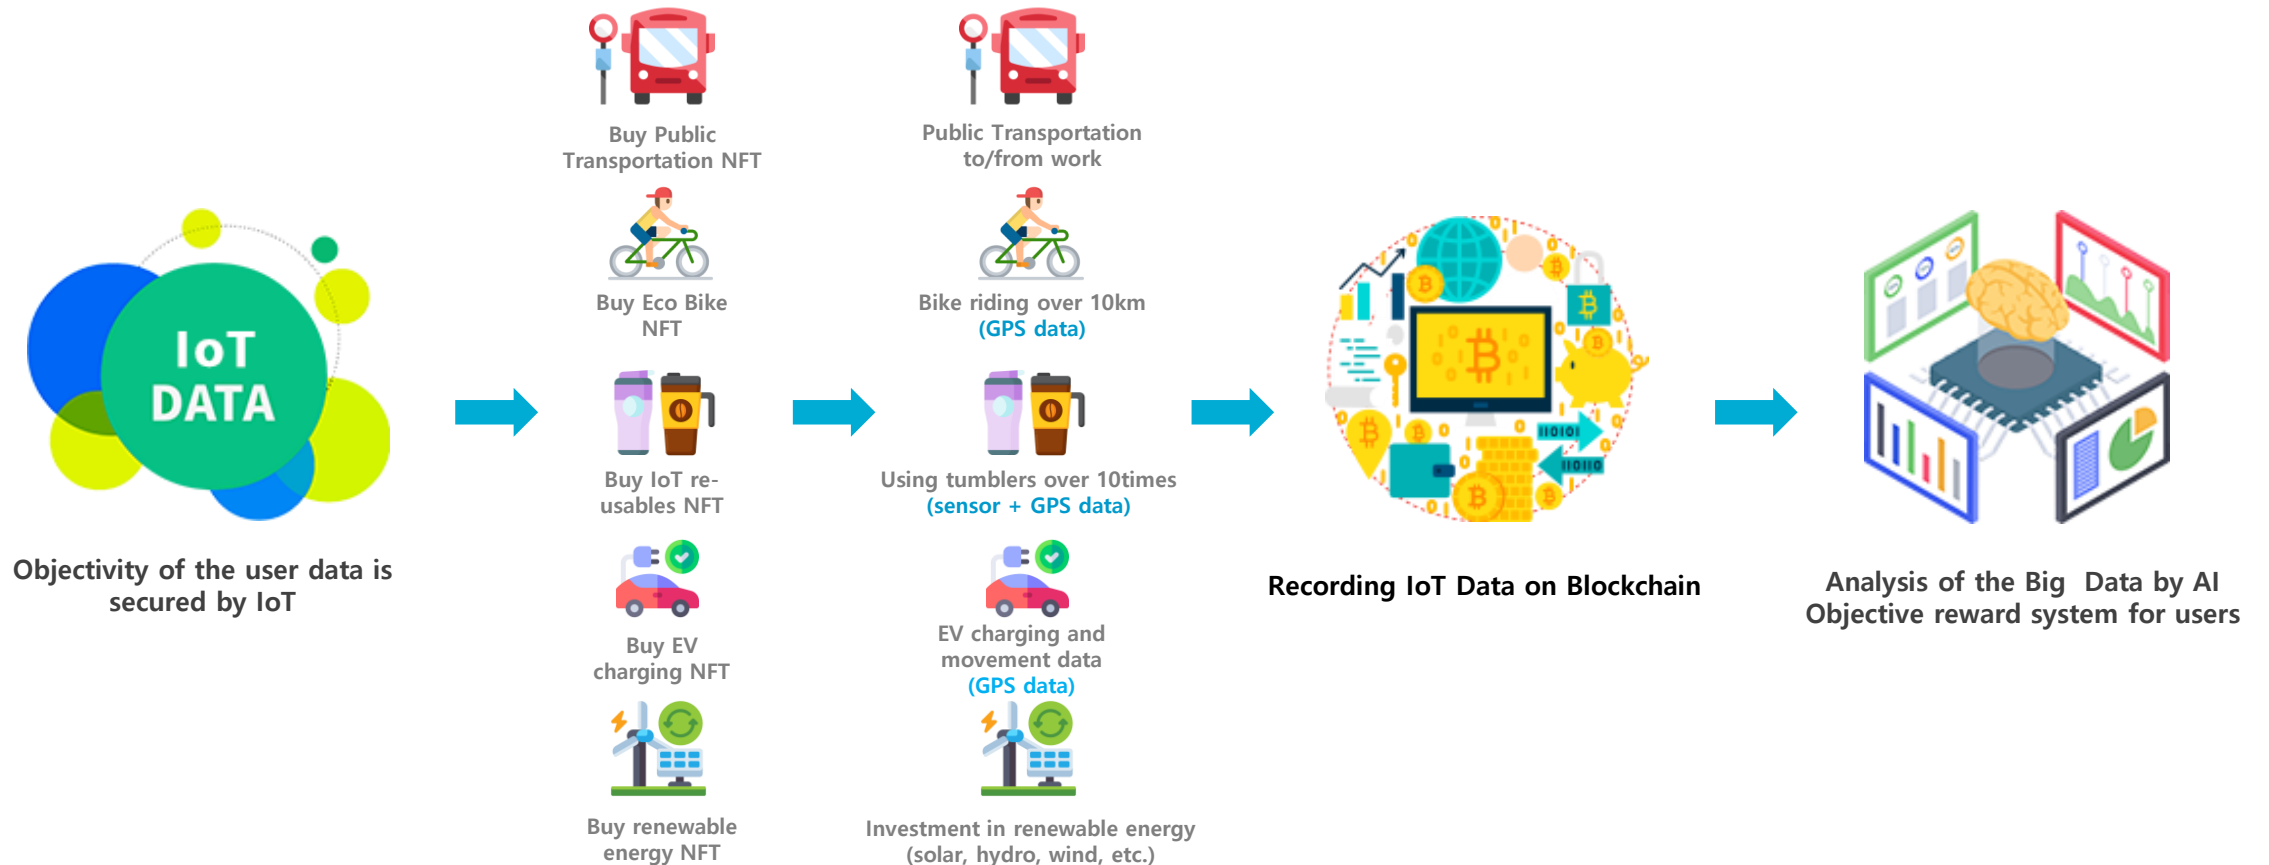 IoT
DATA
Objectivity of the user data is
secured by IoT
Buy Public
Transportation NFT
Buy Eco Bike
NFT
Buy IoT re-
usables NFT
Buy EV
charging NFT
Buy renewable
energy NFT
Public Transportation
to/from work
Bike riding over 10km
(GPS data)
Using tumblers over 10times
(sensor + GPS data)
EV charging and
movement data
(GPS data)
Investment in renewable energy
(solar, hydro, wind, etc.)
110101
110110
Recording IoT Data on Blockchain
Analysis of the Big  Data by AI
Objective reward system for users